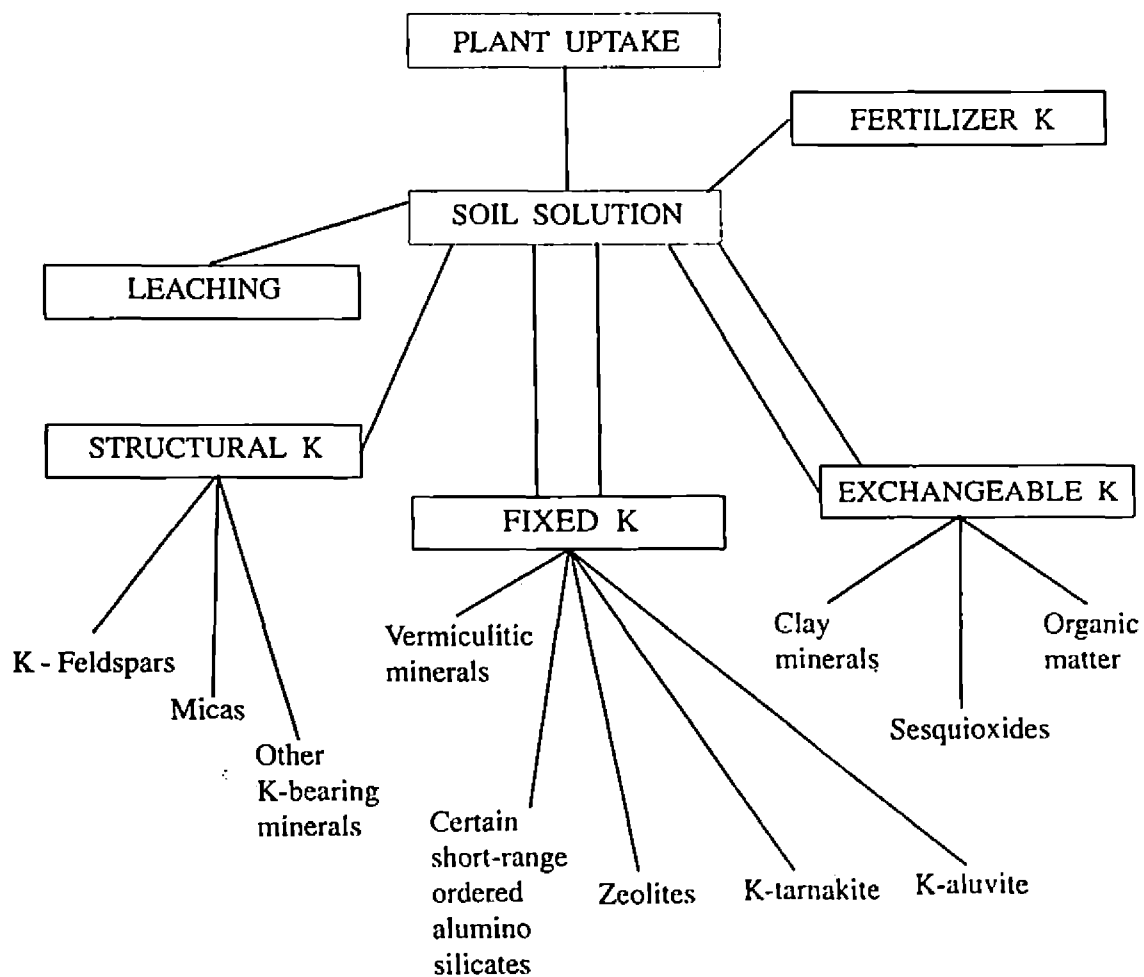 PLANT UPTAKE
FERTILIZER K
SOIL SOLUTION
LEACHING
STRUCTURAL K
FIXED K
EXCHANGEABLE K
K - Feldspars
Micas
Other
K-bearing
minerals
Vermiculitic
minerals
Certain
short-range
ordered
alumino
silicates
Zeolites
K-tarnakite
K-aluvite
Clay
minerals
Sesquioxides
Organic
matter